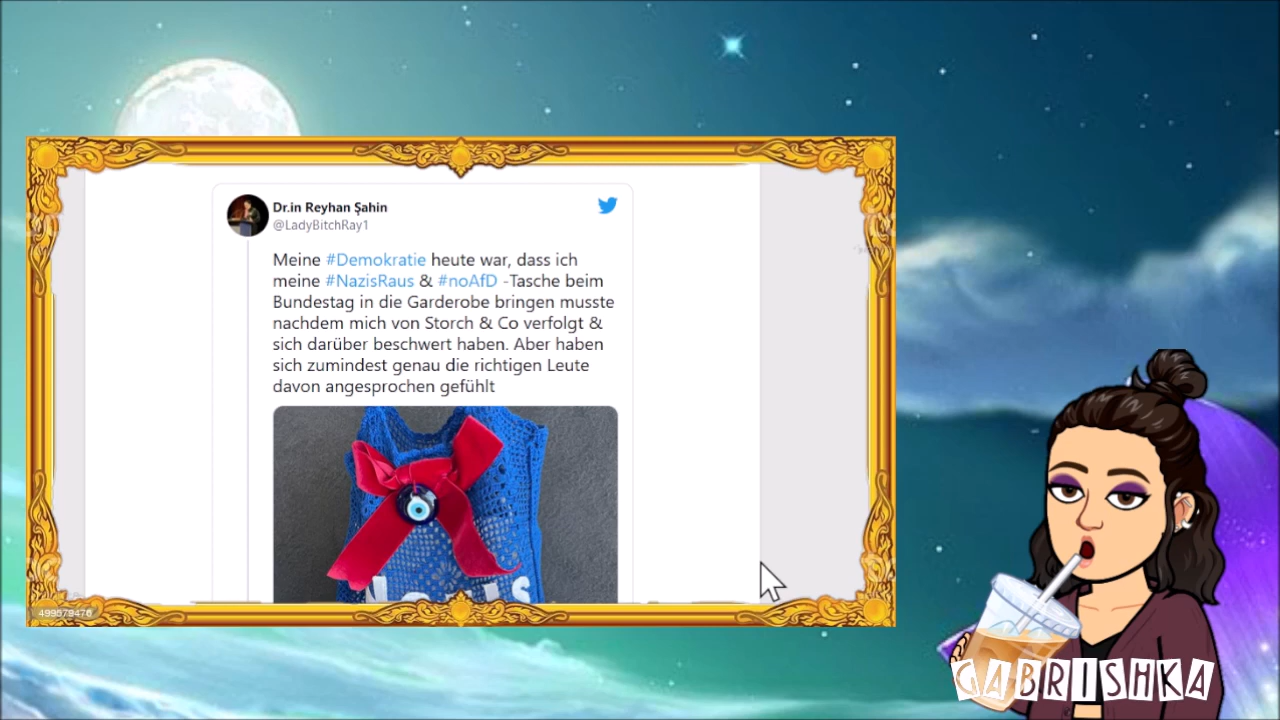 Dr.in Reyhan Şahin
@LadyBitchRay1
Meine #Demokratie heute war, dass ich
meine #NazisRaus & #noAfD -Tasche beim
Bundestag in die Garderobe bringen musste
nachdem mich von Storch & Co verfolgt &
sich darüber beschwert haben. Aber haben
sich zumindest genau die richtigen Leute
davon angesprochen gefühlt
499579476
GABRISHKA